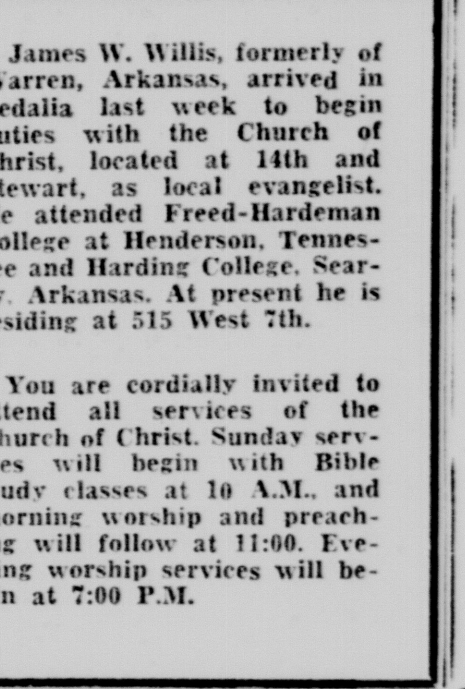 James W. Willis, formerly of
arren, Arkansas, arrived in
edalia last week to begin
uties with the Church of
hrist, located at 14th and
tewart, as local evangelist.
e attended Freed-Hardeman
ollege at Henderson, Tennes-
ee and Harding College, Sear-
y, Arkansas. At present he is
esiding at 515 West 7th.
You are cordially invited to
ttend all services of the
hurch of Christ. Sunday serv-
es will begin with Bible
udy classes at 10 A.M., and
orning worship and preach-
g will follow at 11:00. Eve-
ng worship services will be-
n at 7:00 P.M.